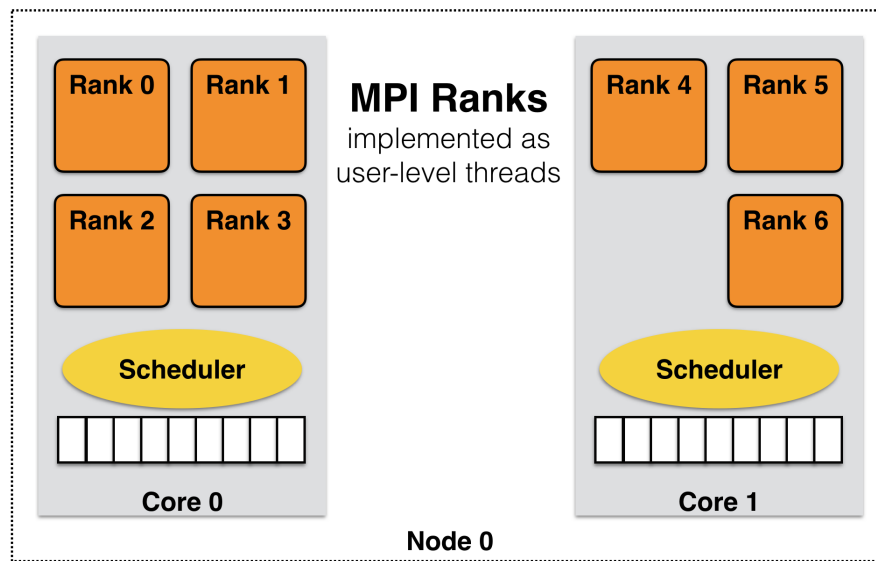 Rank 0
Rank 1
MPI Ranks
implemented as
user-level threads
Rank 4
Rank 5
Rank 2
Rank 3
Rank 6
Scheduler
Scheduler
Core 0
Core 1
Node 0